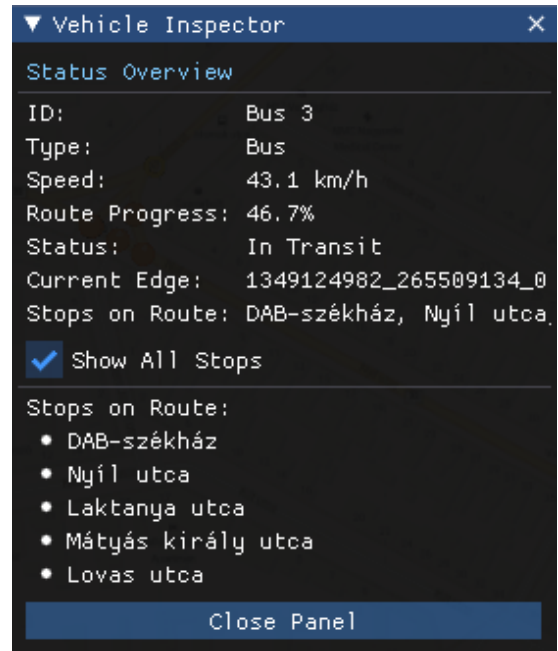 ▼ Vehicle Inspector ×
Status Overview
ID: Bus 3
Type: Bus
Speed: 43.1 km/h
Route Progress: 46.7%
Status: In Transit
Current Edge: 1349124982_265509134_0
Stops on Route: DAB-székház, Nyíl utca,
Show All Stops
Stops on Route:
• DAB-székház
• Nyíl utca
• Laktanya utca
• Mátyás király utca
• Lovas utca
Close Panel